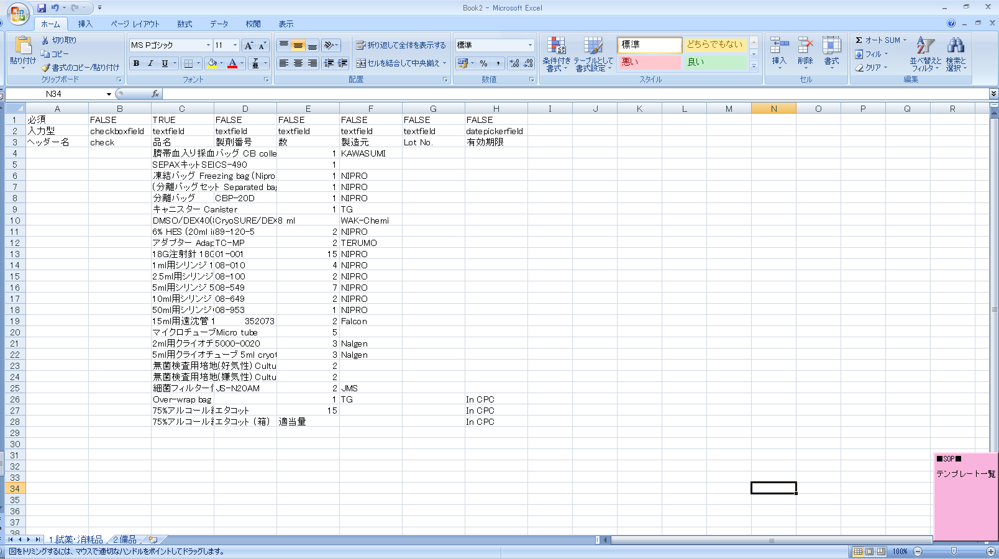 Book2 - Microsoft Excel
ホーム 挿入 ページ レイアウト 数式 データ 校閲 表示
貼り付け
切り取り
コピー
書式のコピー/貼り付け
クリップボード
MS Pゴシック 11
B I U
フォント
折り返して全体を表示する
セルを結合して中央揃え
配置
標準
%
数値
条件付き書式
テーブルとして書式設定
標準 どちらでもない
悪い 良い
スタイル
挿入 削除 書式
セル
Σ オート SUM
フィル
クリア
並べ替えとフィルタ
検索と選択
編集
N34 fx
A B C D E F G H I J K L M N O P Q R
1 必須 FALSE TRUE FALSE FALSE FALSE FALSE FALSE
2 入力型 checkboxfield textfield textfield textfield textfield textfield datepickerfield
3 ヘッダー名 check 品名 製剤番号 数 製造元 Lot No. 有効期限
4 臍帯血入り採血バッグ CB colle 1 KAWASUMI
5 SEPAXキットSE CS-490 1
6 凍結バッグ Freezing bag (Nipro 1 NIPRO
7 (分離バッグセット Separated bag 1 NIPRO
8 分離バッグ CBP-20D 1 NIPRO
9 キャニスター Canister 1 TG
10 DMSO/DEX40( CryoSURE/DEX 8 ml WAK-Chemi
11 6% HES (20ml i 89-120-5 2 NIPRO
12 アダプター Adap TC-MP 2 TERUMO
13 18G注射針 18G 01-001 15 NIPRO
14 1ml用シリンジ 1 08-010 4 NIPRO
15 2.5ml用シリンジ 08-100 2 NIPRO
16 5ml用シリンジ 5 08-549 7 NIPRO
17 10ml用シリンジ 08-649 2 NIPRO
18 50ml用シリンジ 08-953 1 NIPRO
19 15ml用遠沈管 1 352073 2 Falcon
20 マイクロチューブ Micro tube 5
21 2ml用クライオチ 5000-0020 3 Nalgen
22 5ml用クライオチューブ 5ml cryot 3 Nalgen
23 無菌検査用培地(好気性) Cultu 2
24 無菌検査用培地(嫌気性) Cultu 2
25 細菌フィルター JS-N20AM 2 JMS
26 Over-wrap bag 1 TG In CPC
27 75%アルコール エタコット 15 In CPC
28 75%アルコール エタコット (箱) 適当量 In CPC
29
30
31
32
33
34
35
36
37
38
■SOP■
テンプレート一覧
1.試薬・消耗品 2.備品
図をトリミングするには、マウスで適切なハンドルをポイントしてドラッグします。
100%